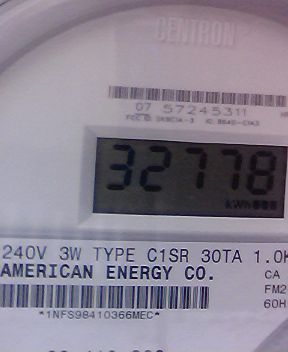 CENTRON
07 57245311
32778
kWh
240V 3W TYPE C1SR 30TA 1.0K
AMERICAN ENERGY CO.
CA
FM2
60H
*1NFS98410366MEC*